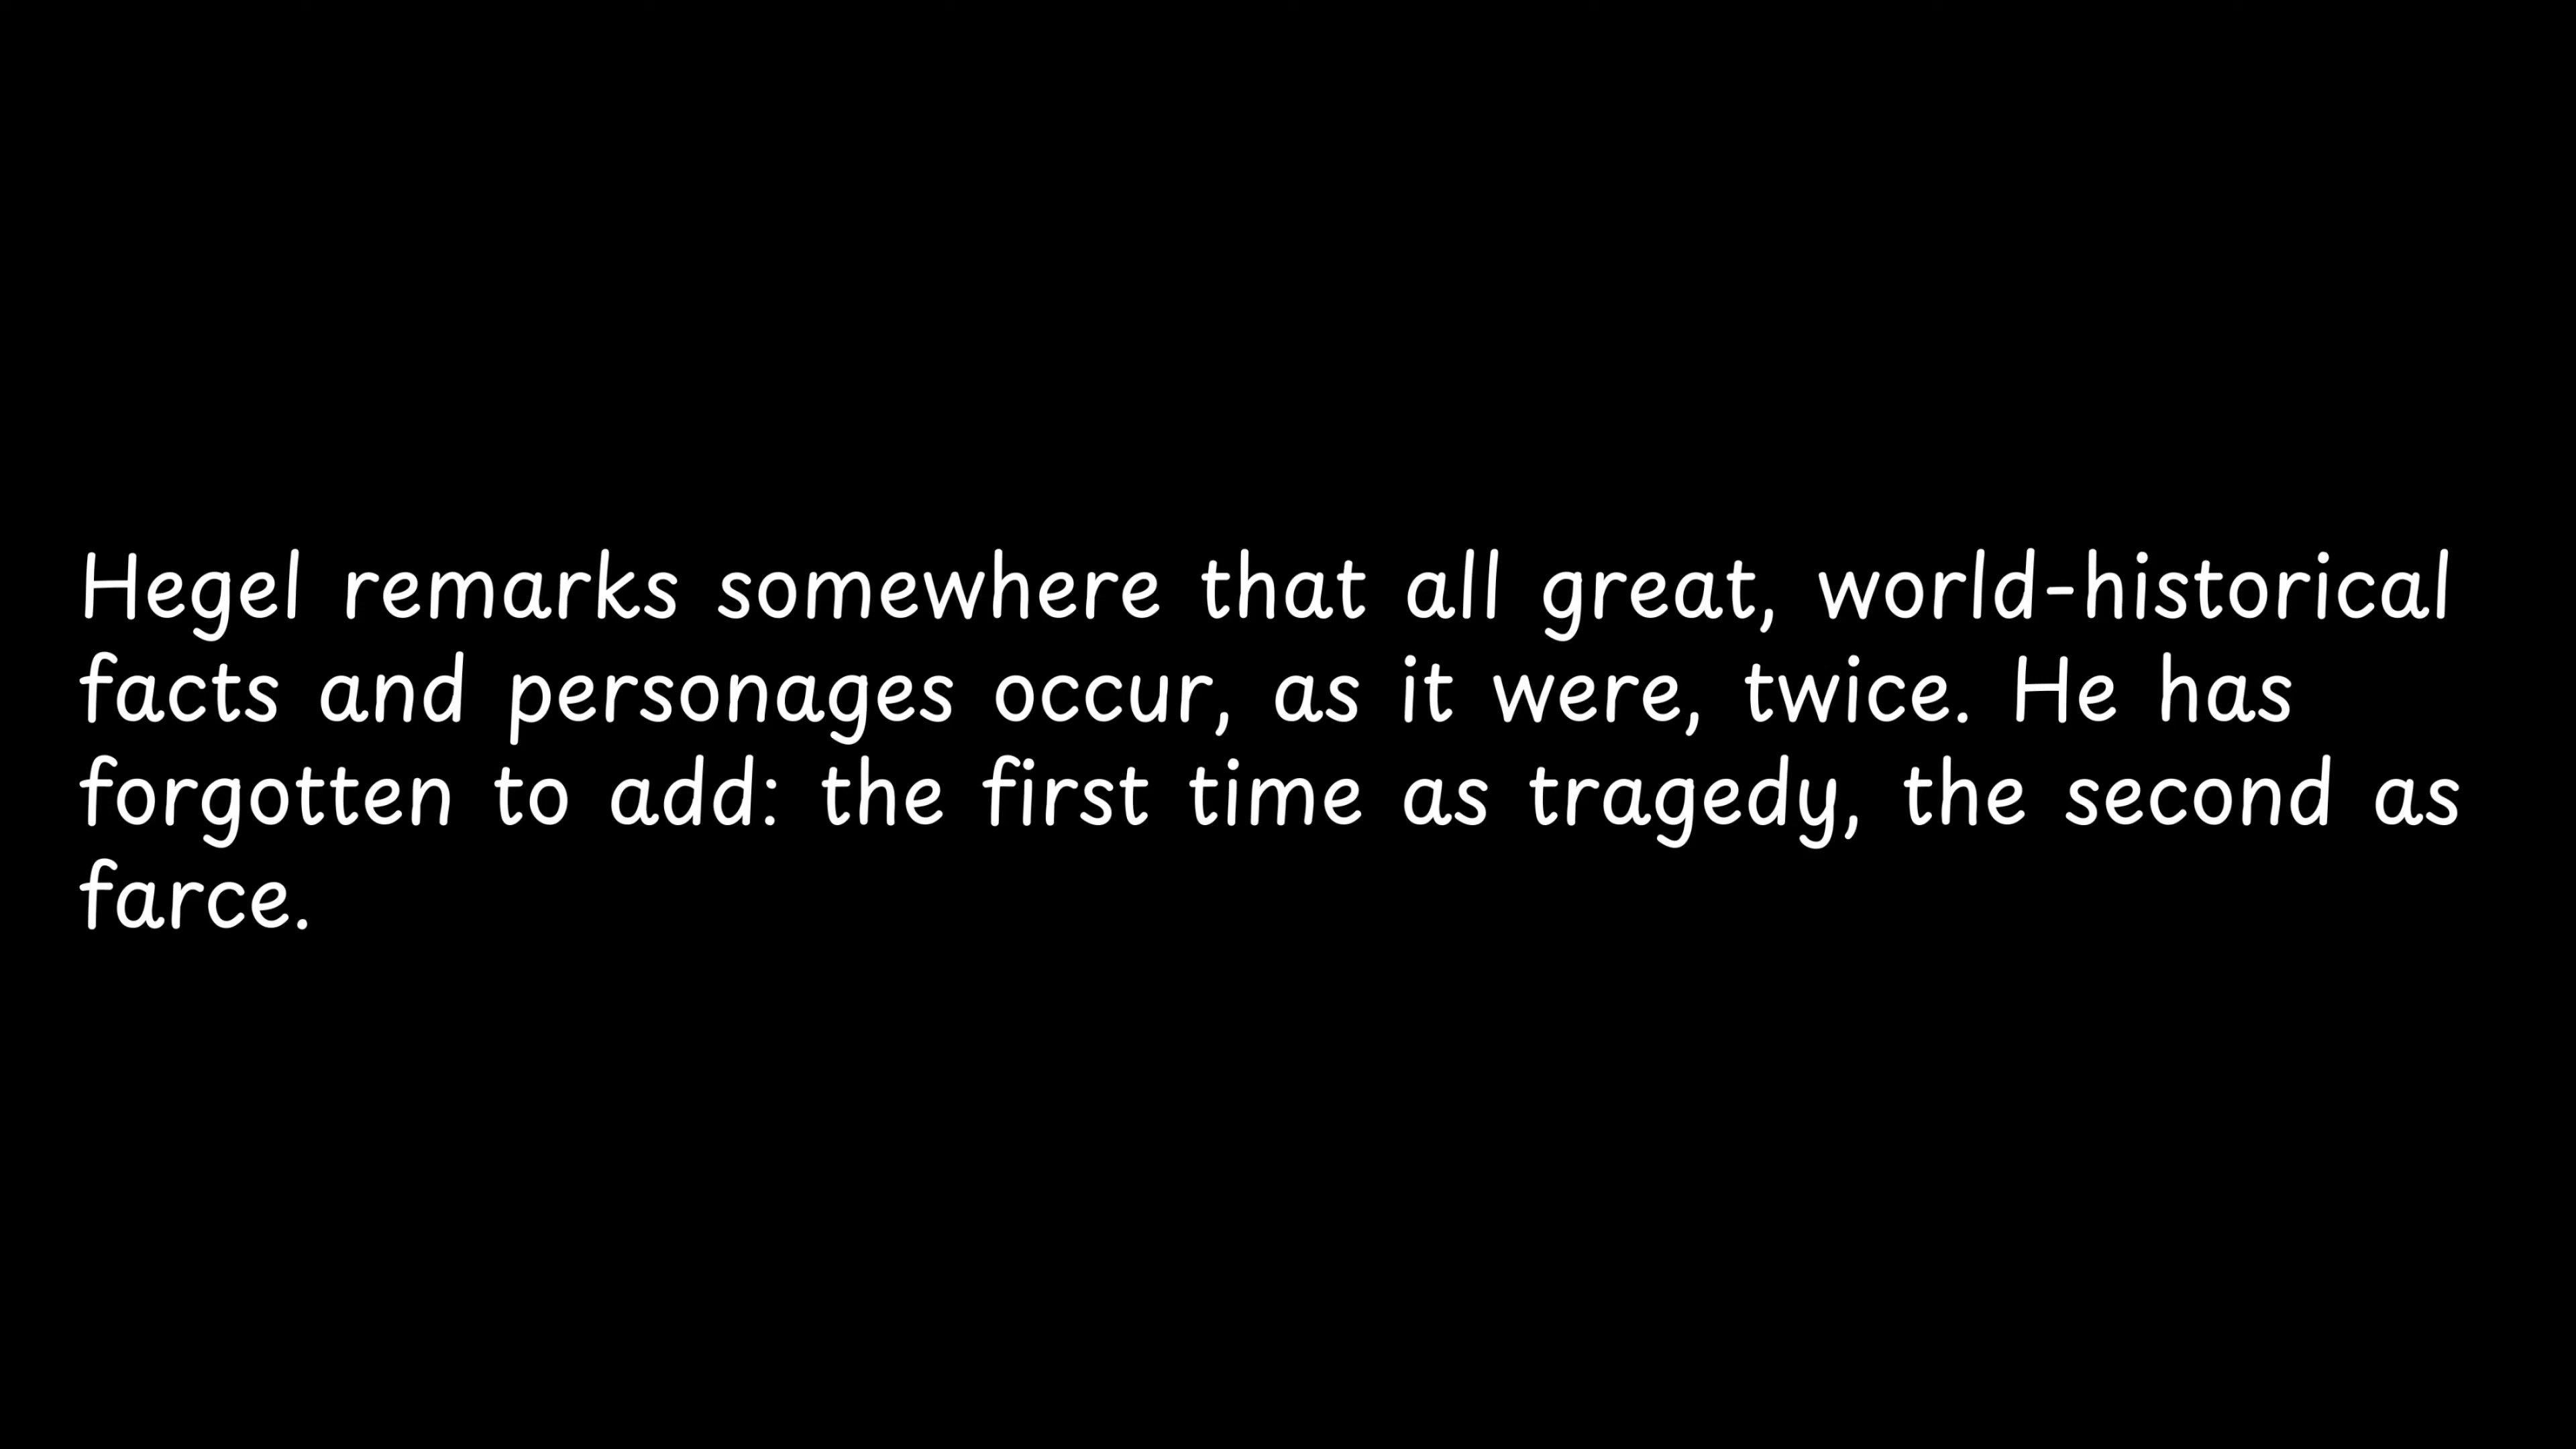 Hegel remarks somewhere that all great, world-historical
facts and personages occur, as it were, twice. He has
forgotten to add: the first time as tragedy, the second as
farce.